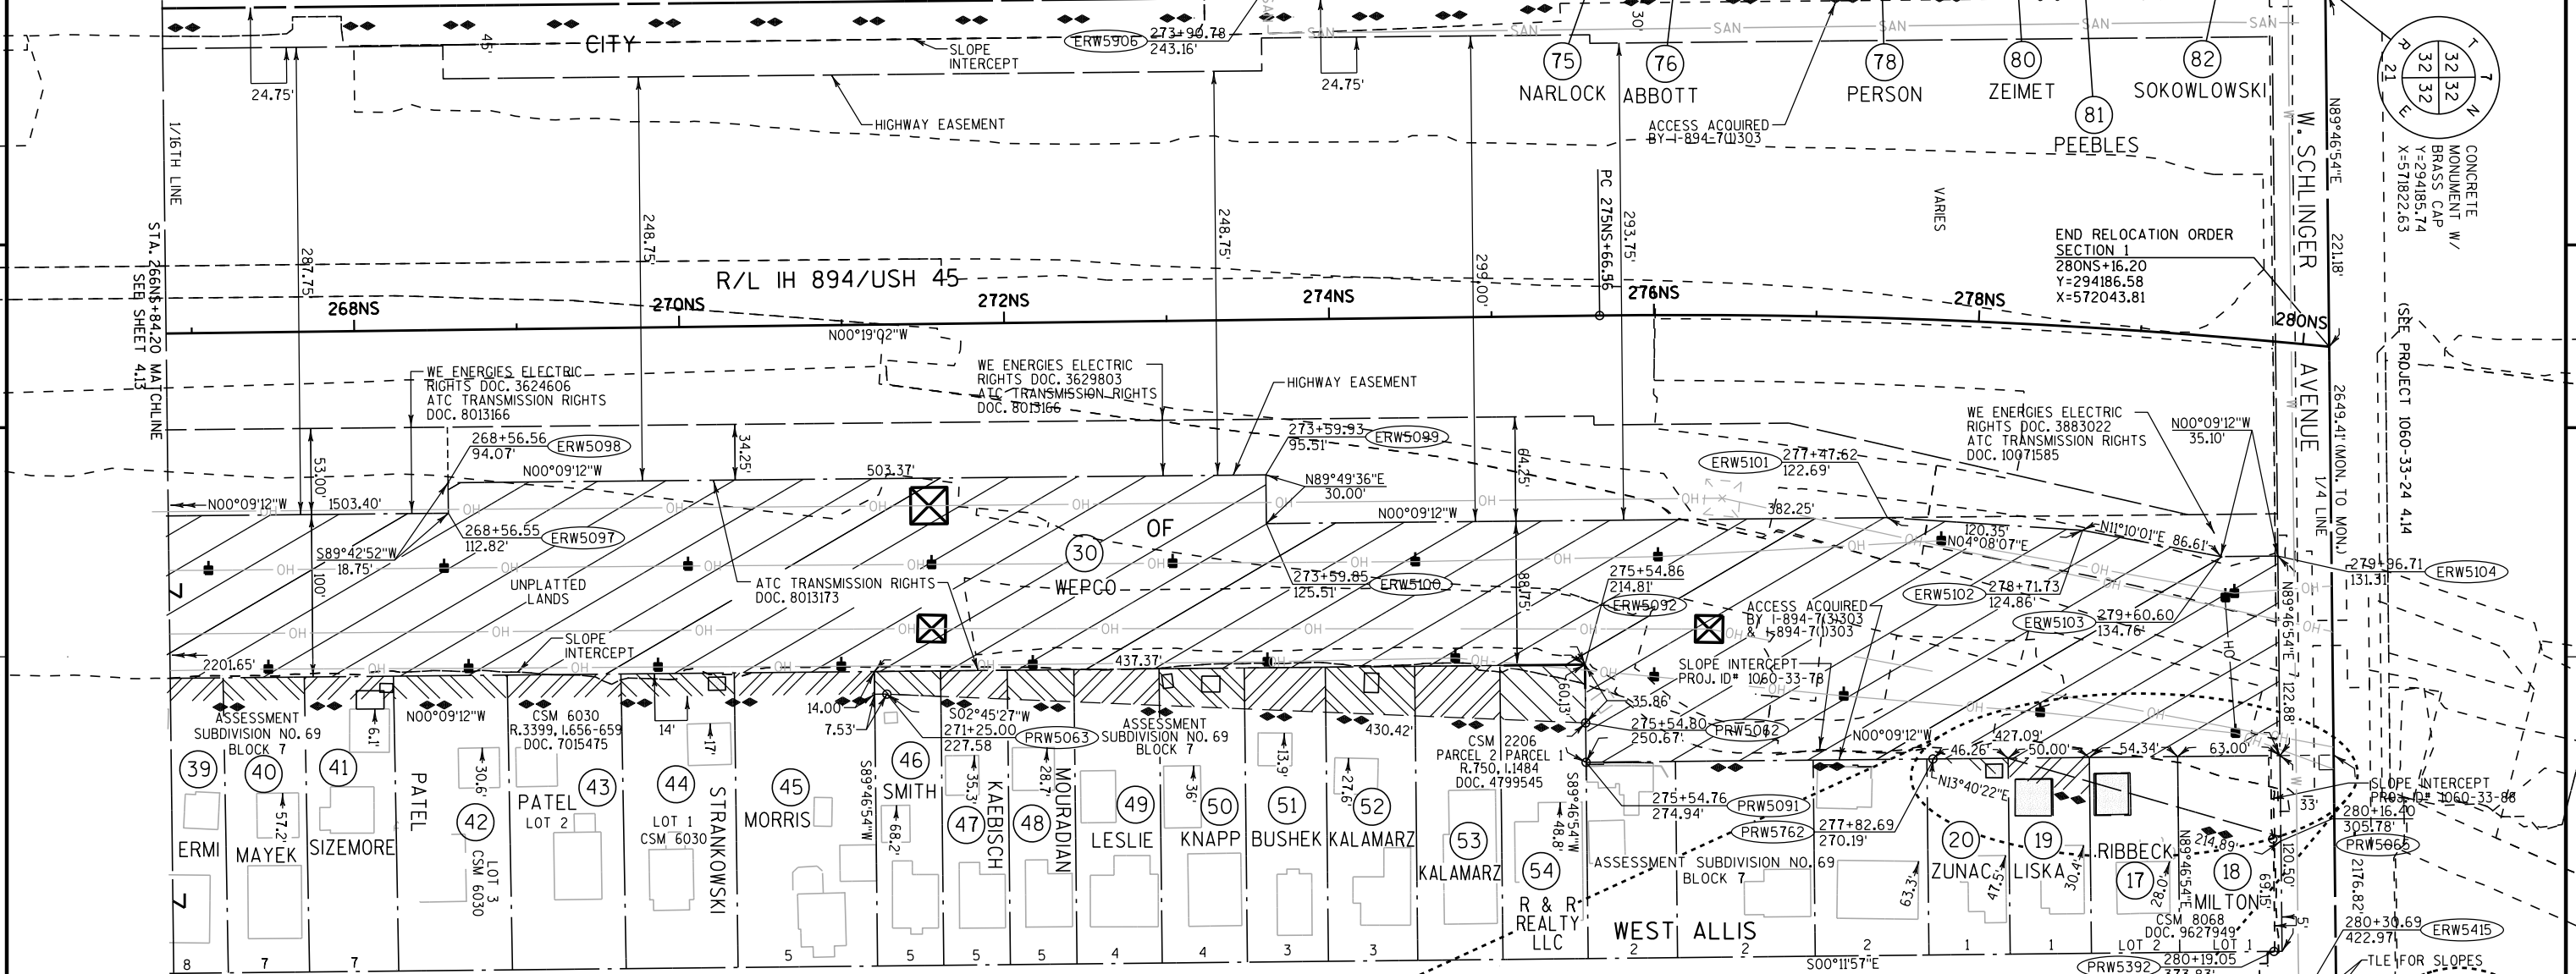 CITY
45'
SLOPE
INTERCEPT
ERW5906
273+90.78
243.16'
SAN
SAN
SAN
SAN
SAN
SAN
30'
24.75'
24.75'
HIGHWAY EASEMENT
75
NARLOCK
76
ABBOTT
78
PERSON
80
ZEIMET
81
PEEBLES
82
SOKOWLOWSKI
ACCESS ACQUIRED
BY I-894-7(1)303
R 21 E
T 7 N
32 32
32 32
CONCRETE
MONUMENT W/
BRASS CAP
Y=294185.74
X=571822.63
N89°46'54"E
221.18'
W. SCHLINGER
AVENUE
1/4 LINE
2649.41' (MON. TO MON.)
(SEE PROJECT 1060-33-24 4.14
1/16TH LINE
STA. 266NS+84.20 MATCHLINE
SEE SHEET 4.13
287.75'
248.75'
248.75'
299.00'
293.75'
PC 275NS+66.56
VARIES
END RELOCATION ORDER
SECTION 1
280NS+16.20
Y=294186.58
X=572043.81
R/L IH 894/USH 45
268NS
270NS
272NS
274NS
276NS
278NS
280NS
N00°19'02"W
WE ENERGIES ELECTRIC
RIGHTS DOC. 3624606
ATC TRANSMISSION RIGHTS
DOC. 8013166
WE ENERGIES ELECTRIC
RIGHTS DOC. 3629803
ATC TRANSMISSION RIGHTS
DOC. 8013166
HIGHWAY EASEMENT
WE ENERGIES ELECTRIC
RIGHTS DOC. 3883022
ATC TRANSMISSION RIGHTS
DOC. 10071585
N00°09'12"W
35.10'
268+56.56
94.07'
ERW5098
34.25'
53.00'
N00°09'12"W
503.37'
273+59.93
95.51'
ERW5099
N89°49'36"E
30.00'
64.25'
ERW5101
277+47.62
122.69'
N00°09'12"W
1503.40'
N00°09'12"W
382.25'
120.35'
N04°08'07"E
N11°10'01"E 86.61'
268+56.55
112.82'
ERW5097
S89°42'52"W
18.75'
100'
OF
30
WEPCO
UNPLATTED
LANDS
ATC TRANSMISSION RIGHTS
DOC. 8013173
273+59.85
125.51'
ERW5100
88.75'
275+54.86
214.81'
ERW5092
ACCESS ACQUIRED
BY I-894-7(3)303
& I-894-7(1)303
ERW5102
278+71.73
124.86'
ERW5103
279+60.60
134.76'
279+96.71
131.31'
ERW5104
N89°46'54"E
122.88'
SLOPE
INTERCEPT
2201.65'
437.37'
SLOPE INTERCEPT
PROJ. ID# 1060-33-78
60.13'
35.86'
275+54.80
250.67'
PRW5062
N00°09'12"W
427.09'
46.26'
50.00'
54.34'
63.00'
N13°40'22"E
ASSESSMENT
SUBDIVISION NO. 69
BLOCK 7
6.1'
N00°09'12"W
CSM 6030
R.3399, I.656-659
DOC. 7015475
14'
17'
14.00'
7.53'
S02°45'27"W
271+25.00
227.58
PRW5063
ASSESSMENT
SUBDIVISION NO. 69
BLOCK 7
430.42'
CSM 2206
PARCEL 2 PARCEL 1
R.750, I.1484
DOC. 4799545
275+54.76
274.94'
PRW5091
PRW5762
277+82.69
270.19'
SLOPE INTERCEPT
PROJ. ID# 1060-33-88
33'
280+16.40
305.78'
PRW5065
214.89'
39
ERMI
40
MAYEK
57.2'
41
SIZEMORE
PATEL
30.6'
42
LOT 3
CSM 6030
43
PATEL
LOT 2
44
LOT 1
CSM 6030
STRANKOWSKI
45
MORRIS
S89°46'54"W
46
SMITH
68.2'
35.3'
47
KAEBISCH
28.7'
48
MOURADIAN
49
LESLIE
36'
50
KNAPP
13.9'
51
BUSHEK
27.6'
52
KALAMARZ
53
KALAMARZ
54
R & R
REALTY
LLC
48.8'
S89°46'54"W
ASSESSMENT SUBDIVISION NO. 69
BLOCK 7
WEST ALLIS
63.3'
20
ZUNAC
47.5'
19
LISKA
30.4'
RIBBECK
17
28.0'
N89°46'54"E
18
MILTON
69.15'
120.50'
5'
2176.82'
CSM 8068
DOC. 9627949
LOT 2
LOT 1
280+30.69
422.97'
ERW5415
PRW5392
280+19.05
TLE FOR SLOPES
S00°11'57"E
7
7
8
7
7
5
5
5
5
4
4
3
3
2
2
2
1
1